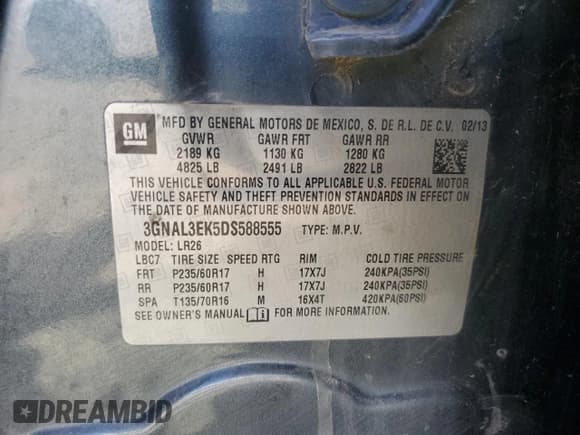 GM
MFD BY GENERAL MOTORS DE MEXICO, S. DE R.L. DE C.V. 02/13
GVWR GAWR FRT GAWR RR
2189 KG 1130 KG 1280 KG
4825 LB 2491 LB 2822 LB
THIS VEHICLE CONFORMS TO ALL APPLICABLE U.S. FEDERAL MOTOR
VEHICLE SAFETY AND THEFT PREVENTION STANDARDS IN EFFECT
ON THE DATE OF MANUFACTURE SHOWN ABOVE.
3GNAL3EK5DS588555 TYPE: M.P.V.
MODEL: LR26
LBC7 TIRE SIZE SPEED RTG RIM COLD TIRE PRESSURE
FRT P235/60R17 H 17X7J 240KPA(35PSI)
RR P235/60R17 H 17X7J 240KPA(35PSI)
SPA T135/70R16 M 16X4T 420KPA(60PSI)
SEE OWNER'S MANUAL i FOR MORE INFORMATION.
DREAMBID